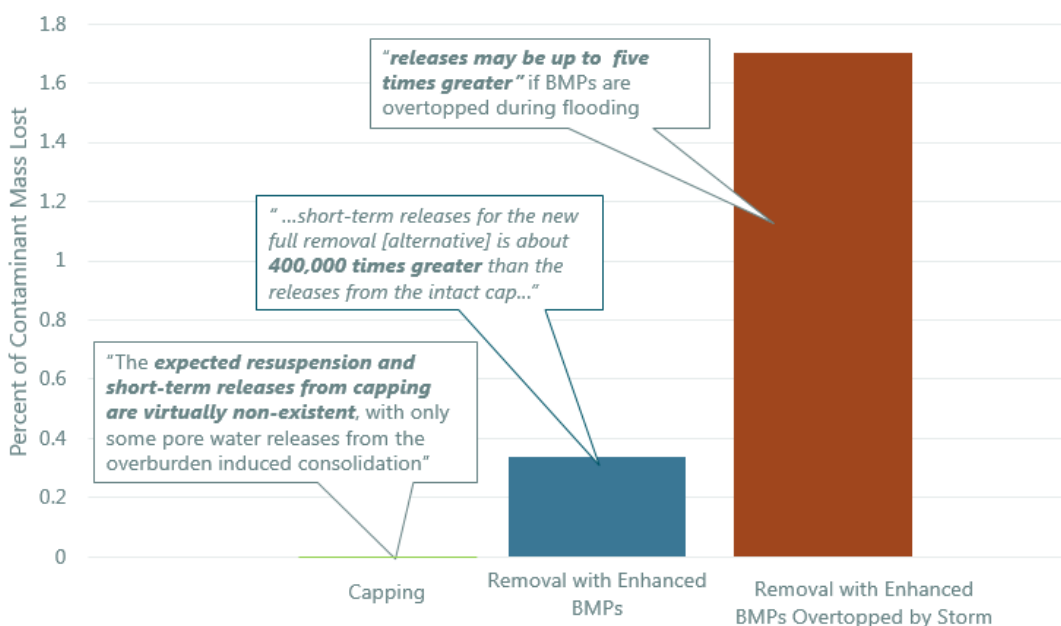 Percent of Contaminant Mass Lost
1.8
1.6
1.4
1.2
1
0.8
0.6
0.4
0.2
0
“releases may be up to five
times greater” if BMPs are
overtopped during flooding
“ …short-term releases for the new
full removal [alternative] is about
400,000 times greater than the
releases from the intact cap…”
“The expected resuspension and
short-term releases from capping
are virtually non-existent, with only
some pore water releases from the
overburden induced consolidation”
Capping
Removal with Enhanced
BMPs
Removal with Enhanced
BMPs Overtopped by Storm